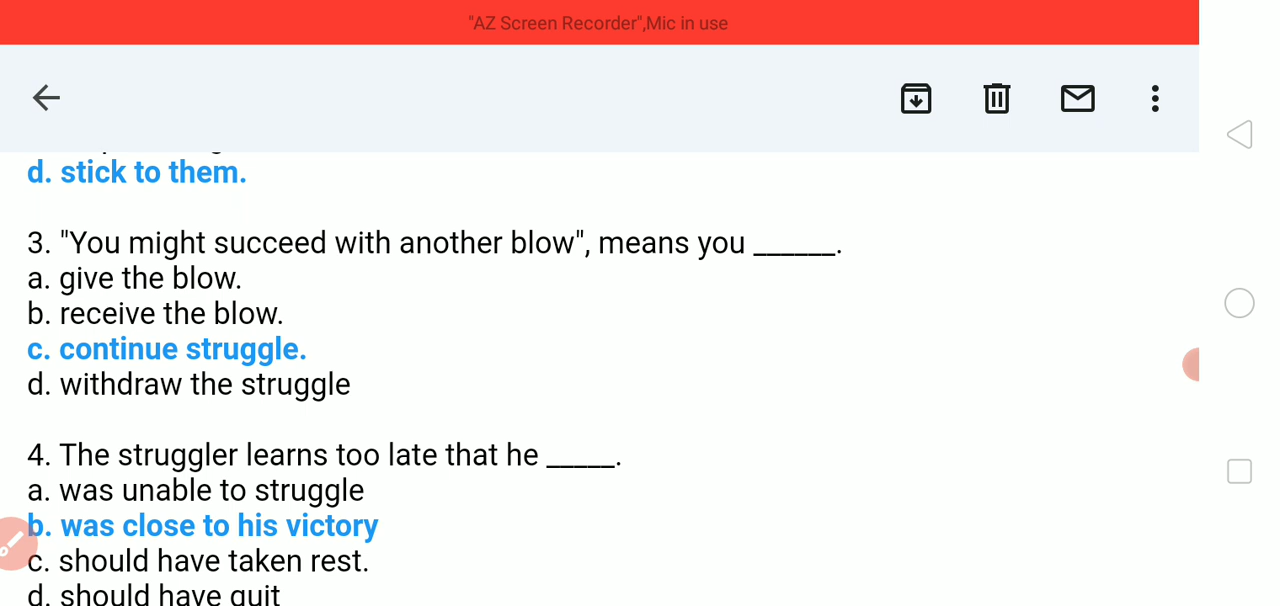 "AZ Screen Recorder",Mic in use
d. stick to them.
3. "You might succeed with another blow", means you ______.
a. give the blow.
b. receive the blow.
c. continue struggle.
d. withdraw the struggle
4. The struggler learns too late that he _____.
a. was unable to struggle
b. was close to his victory
c. should have taken rest.
d. should have quit